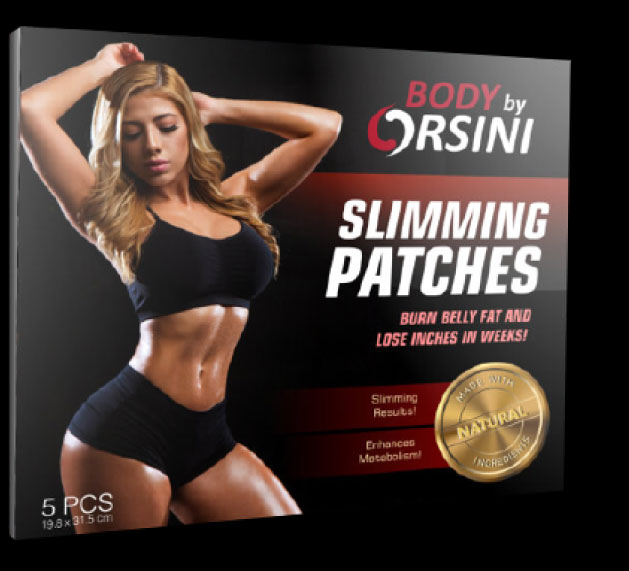 BODY by
ORSINI
SLIMMING
PATCHES
BURN BELLY FAT AND
LOSE INCHES IN WEEKS!
Slimming
Results!
Enhances
Metabolism!
MADE WITH
NATURAL
INGREDIENTS
5 PCS
19.8 x 31.5 cm